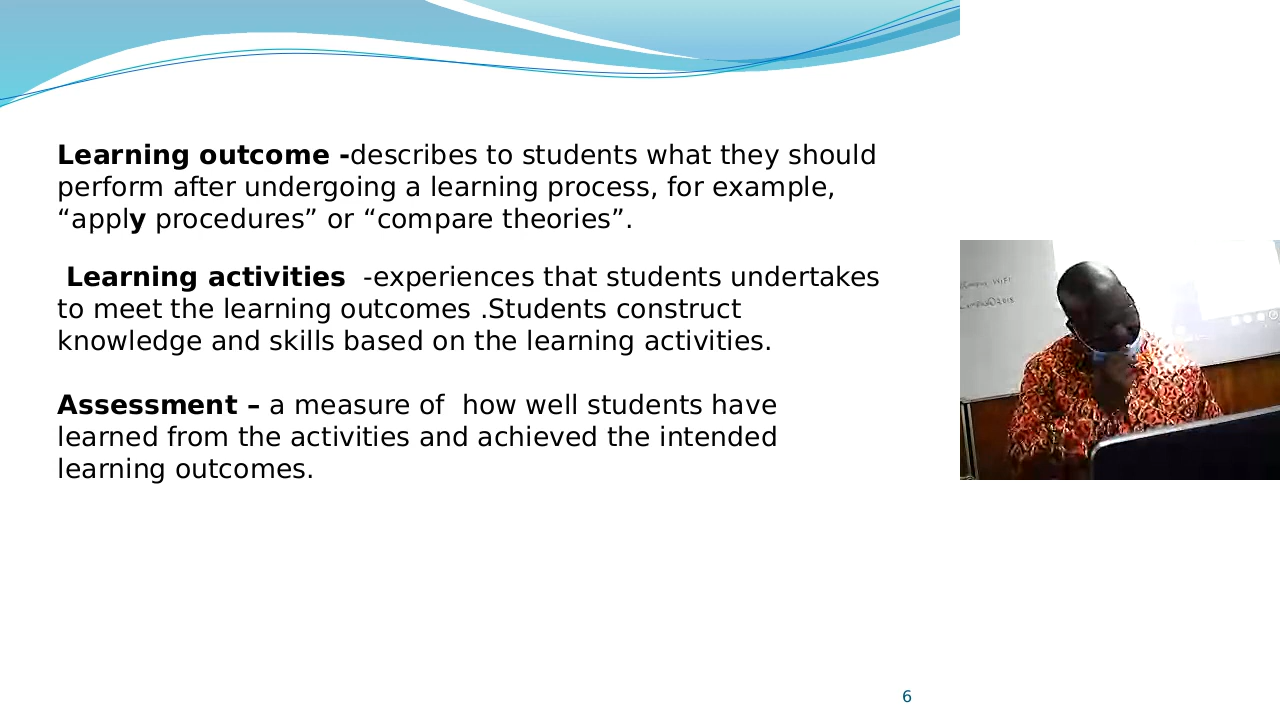 Learning outcome -describes to students what they should
perform after undergoing a learning process, for example,
“apply procedures” or “compare theories”.
Learning activities  -experiences that students undertakes
to meet the learning outcomes .Students construct
knowledge and skills based on the learning activities.
Assessment – a measure of  how well students have
learned from the activities and achieved the intended
learning outcomes.
6